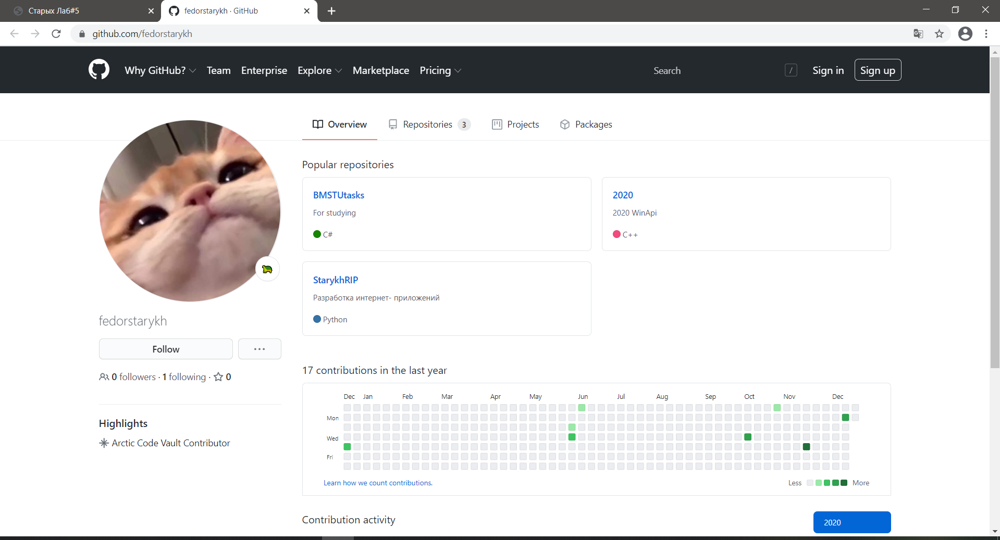 Старых Лаб#5
fedorstarykh · GitHub
github.com/fedorstarykh
Why GitHub? Team Enterprise Explore Marketplace Pricing Search / Sign in Sign up
Overview Repositories 3 Projects Packages
Popular repositories
BMSTUtasks
For studying
C#
2020
2020 WinApi
C++
StarykhRIP
Разработка интернет- приложений
Python
fedorstarykh
Follow ...
0 followers · 1 following · 0
Highlights
Arctic Code Vault Contributor
17 contributions in the last year
Dec Jan Feb Mar Apr May Jun Jul Aug Sep Oct Nov Dec
Mon
Wed
Fri
Learn how we count contributions.
Less More
Contribution activity
2020